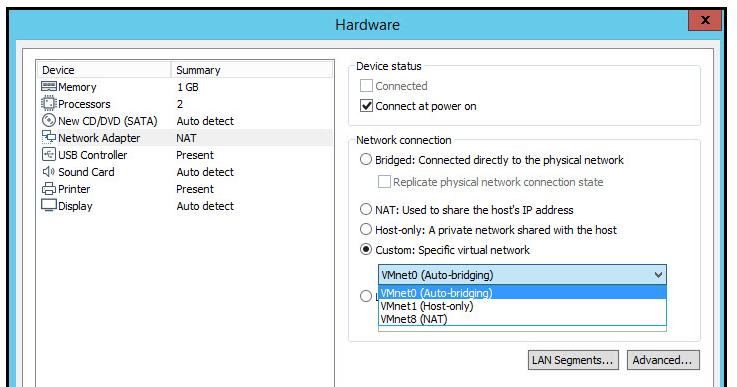 Hardware
x
Device Summary
Memory 1 GB
Processors 2
New CD/DVD (SATA) Auto detect
Network Adapter NAT
USB Controller Present
Sound Card Auto detect
Printer Present
Display Auto detect
Device status
Connected
Connect at power on
Network connection
Bridged: Connected directly to the physical network
Replicate physical network connection state
NAT: Used to share the host's IP address
Host-only: A private network shared with the host
Custom: Specific virtual network
VMnet0 (Auto-bridging)
VMnet0 (Auto-bridging)
VMnet1 (Host-only)
VMnet8 (NAT)
LAN Segments... Advanced...